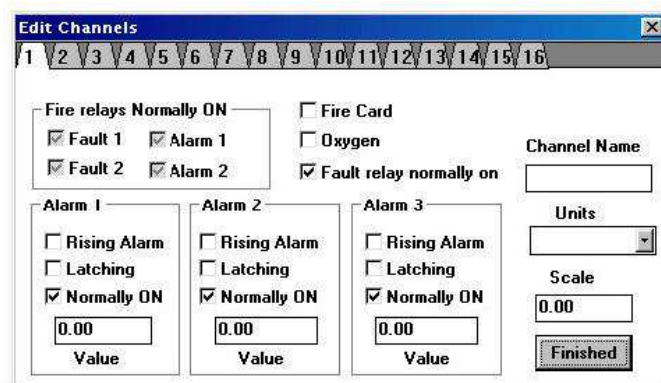 Edit Channels
1 2 3 4 5 6 7 8 9 10 11 12 13 14 15 16
Fire relays Normally ON
Fault 1 Alarm 1
Fault 2 Alarm 2
Fire Card
Oxygen
Fault relay normally on
Channel Name
Units
Scale
0.00
Finished
Alarm 1
Rising Alarm
Latching
Normally ON
0.00
Value
Alarm 2
Rising Alarm
Latching
Normally ON
0.00
Value
Alarm 3
Rising Alarm
Latching
Normally ON
0.00
Value